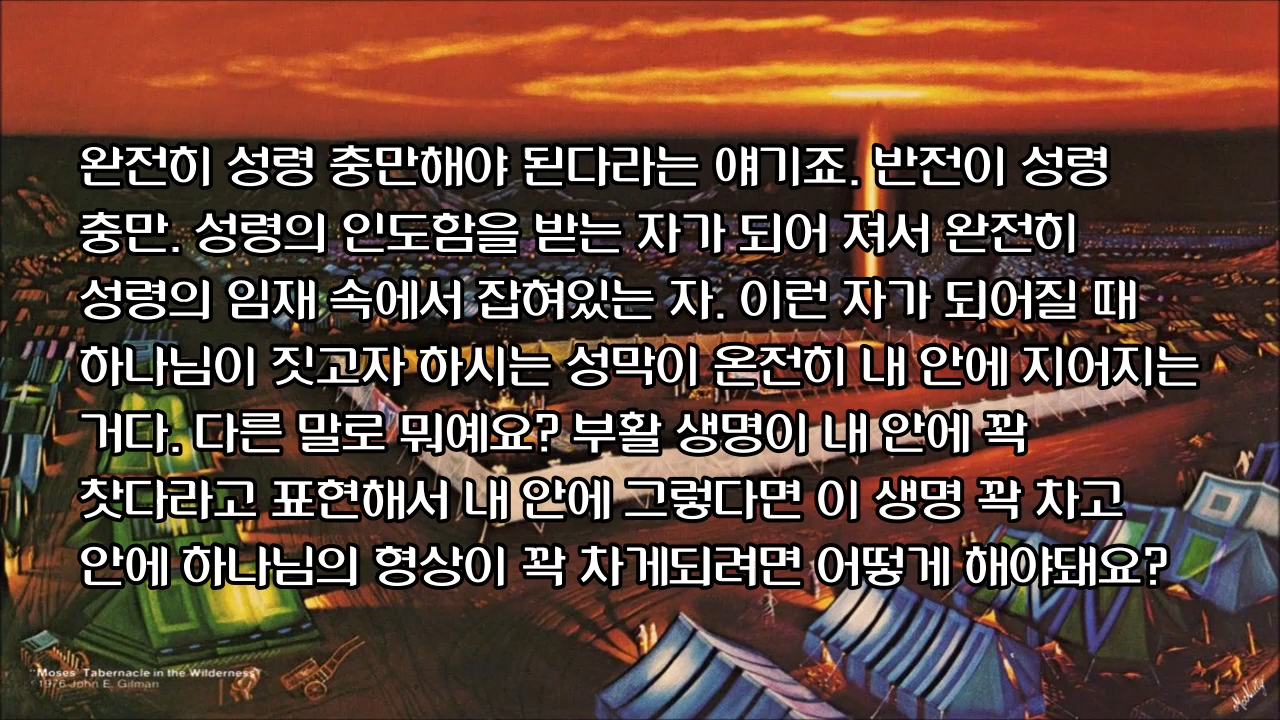 완전히 성령 충만해야 된다라는 얘기죠. 반전이 성령
충만. 성령의 인도함을 받는 자가 되어 져서 완전히
성령의 임재 속에서 잡혀있는 자. 이런 자가 되어질 때
하나님이 짓고자 하시는 성막이 온전히 내 안에 지어지는
거다. 다른 말로 뭐예요? 부활 생명이 내 안에 꽉
찻다라고 표현해서 내 안에 그렇다면 이 생명 꽉 차고
안에 하나님의 형상이 꽉 차게되려면 어떻게 해야돼요?
"Moses' Tabernacle in the Wilderness"
1976 John E. Gilman